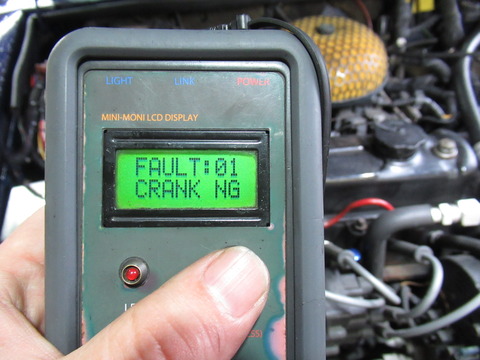 LIGHT LINK POWER
MINI-MONI LCD DISPLAY
FAULT:01
CRANK NG